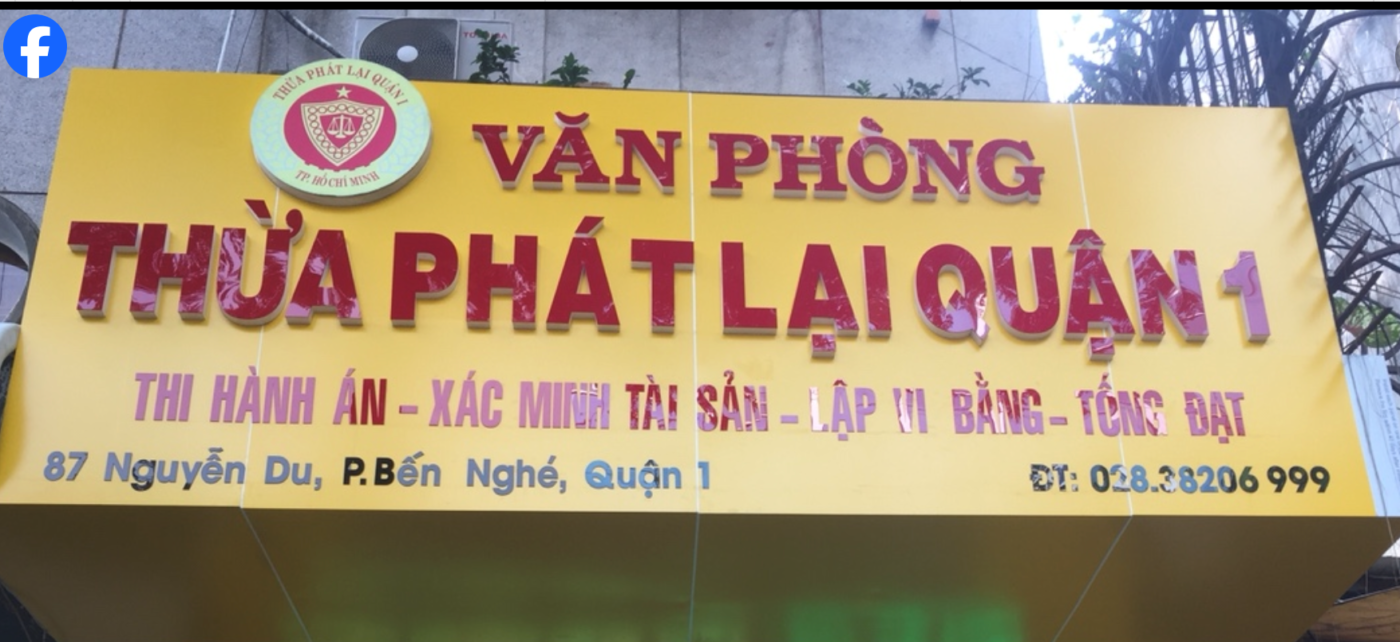 TOSHIBA
THỪA PHÁT LẠI QUẬN 1
TP. HỒ CHÍ MINH
VĂN PHÒNG
THỪA PHÁT LẠI QUẬN 1
THI HÀNH ÁN - XÁC MINH TÀI SẢN - LẬP VI BẰNG - TỐNG ĐẠT
87 Nguyễn Du, P.Bến Nghé, Quận 1
ĐT: 028.38206 999